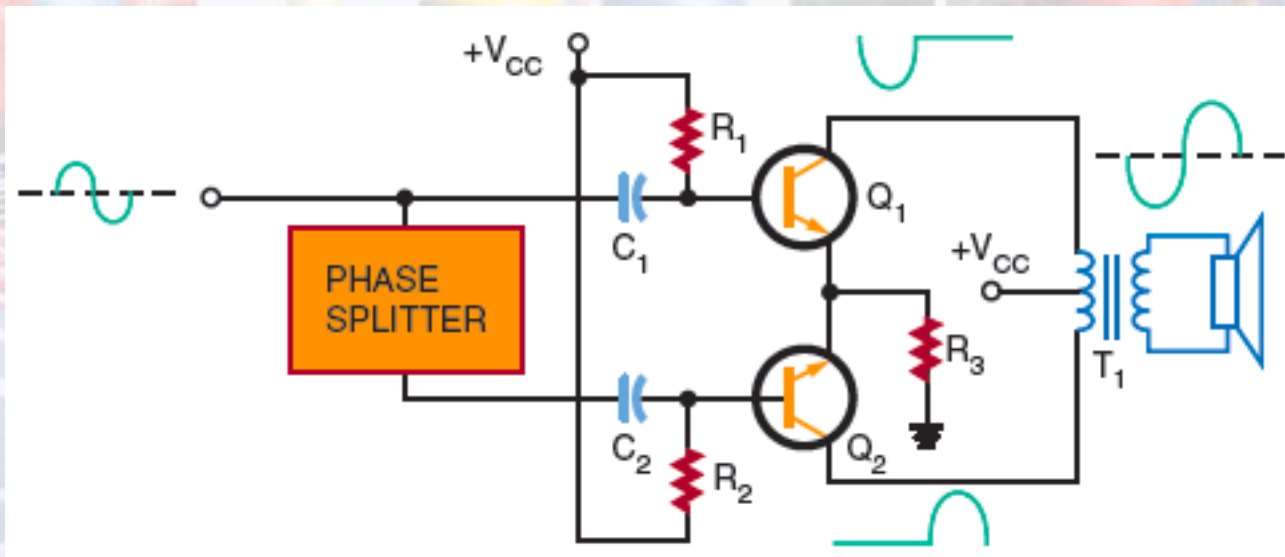 +VCC
R1
C1
Q1
+VCC
PHASE
SPLITTER
R3
T1
C2
R2
Q2